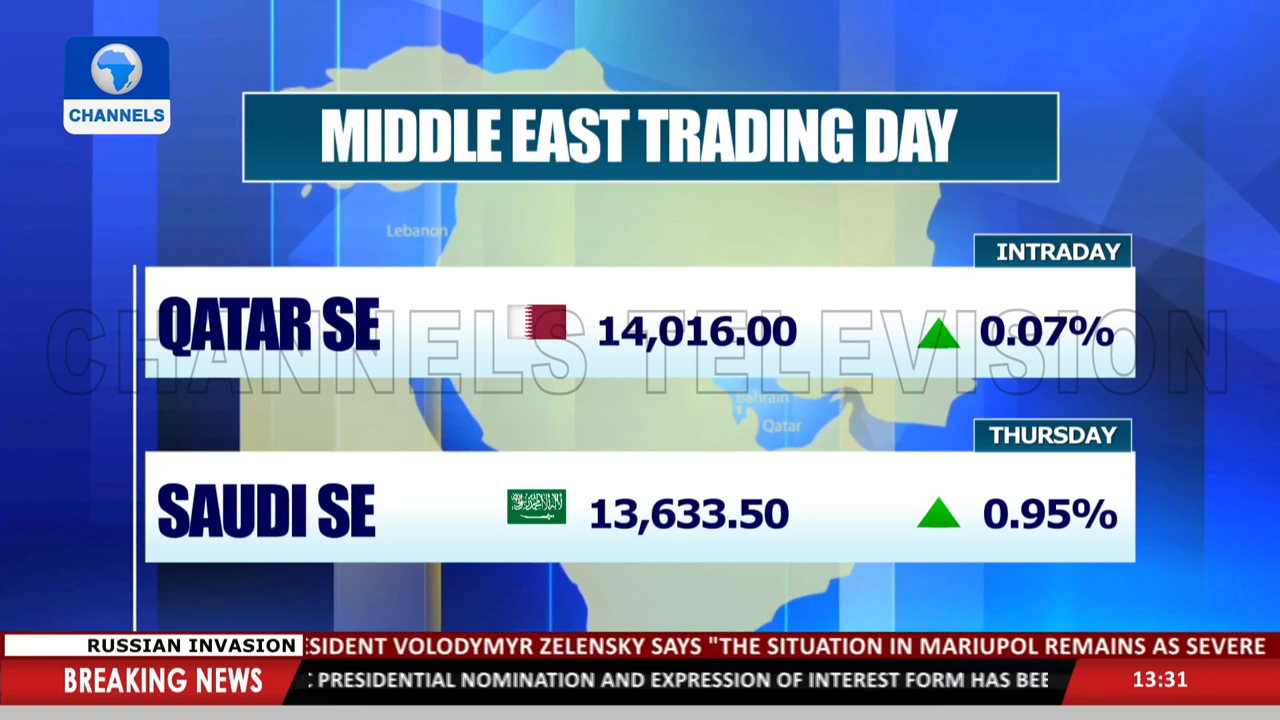 CHANNELS
MIDDLE EAST TRADING DAY
Lebanon
INTRADAY
QATAR SE 14,016.00 0.07%
CHANNELS TELEVISION
Bahrain
Qatar
THURSDAY
SAUDI SE 13,633.50 0.95%
RUSSIAN INVASION ESIDENT VOLODYMYR ZELENSKY SAYS "THE SITUATION IN MARIUPOL REMAINS AS SEVERE
BREAKING NEWS PRESIDENTIAL NOMINATION AND EXPRESSION OF INTEREST FORM HAS BEE 13:31